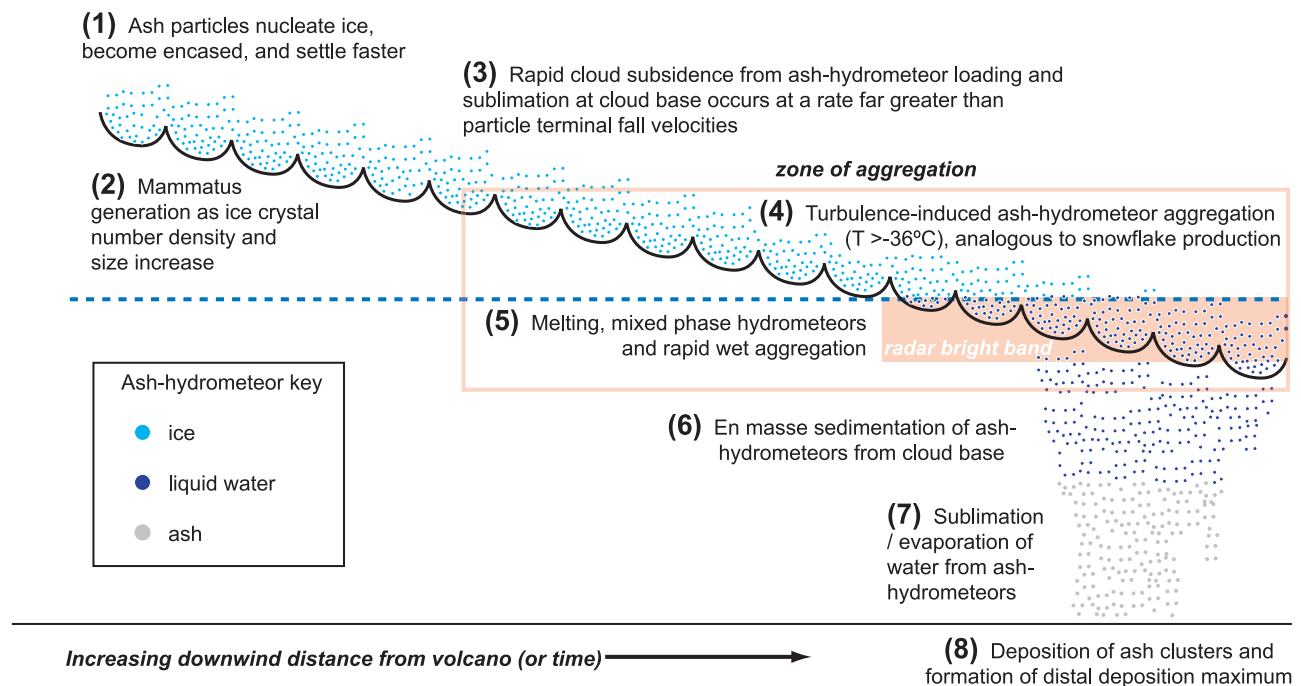 (1) Ash particles nucleate ice,
become encased, and settle faster
(3) Rapid cloud subsidence from ash-hydrometeor loading and
sublimation at cloud base occurs at a rate far greater than
particle terminal fall velocities
zone of aggregation
(2) Mammatus
generation as ice crystal
number density and
size increase
(4) Turbulence-induced ash-hydrometeor aggregation
(T >-36ºC), analogous to snowflake production
(5) Melting, mixed phase hydrometeors
and rapid wet aggregation
radar bright band
Ash-hydrometeor key
ice
liquid water
ash
(6) En masse sedimentation of ash-
hydrometeors from cloud base
(7) Sublimation
/ evaporation of
water from ash-
hydrometeors
Increasing downwind distance from volcano (or time)
(8) Deposition of ash clusters and
formation of distal deposition maximum